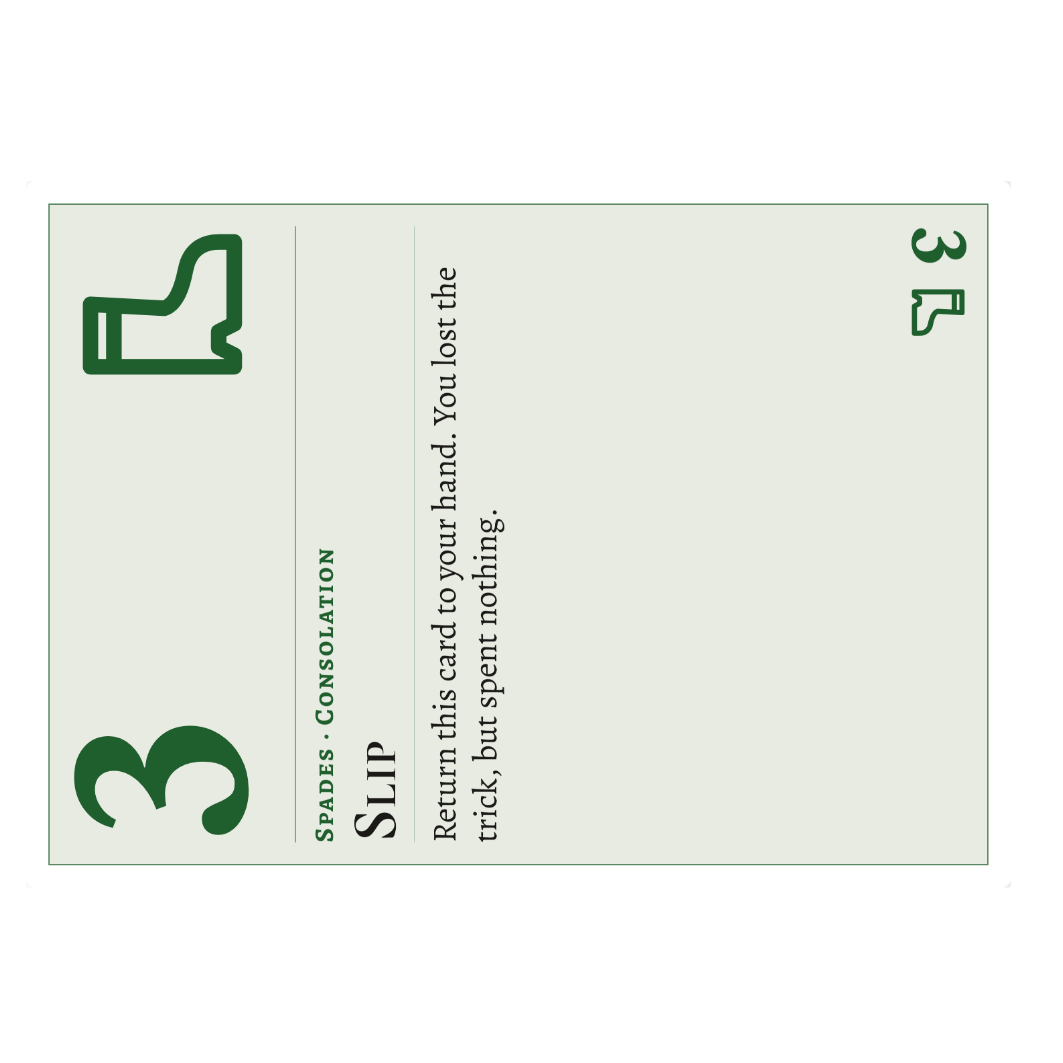 3
Spades · Consolation
Slip
Return this card to your hand. You lost the
trick, but spent nothing.
3